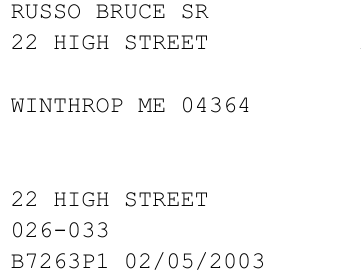 RUSSO BRUCE SR
22 HIGH STREET
WINTHROP ME 04364
22 HIGH STREET
026-033
B7263P1 02/05/2003